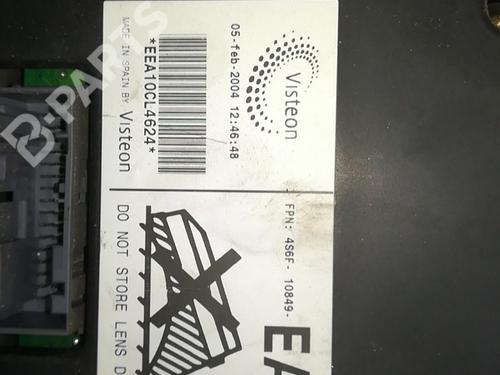 Visteon
05-feb-2004 12:46:48
*EEA10CL4624*
MADE IN SPAIN BY Visteon
FPN: 4S6F- 10849-
EA
DO NOT STORE LENS D
B-PARTS